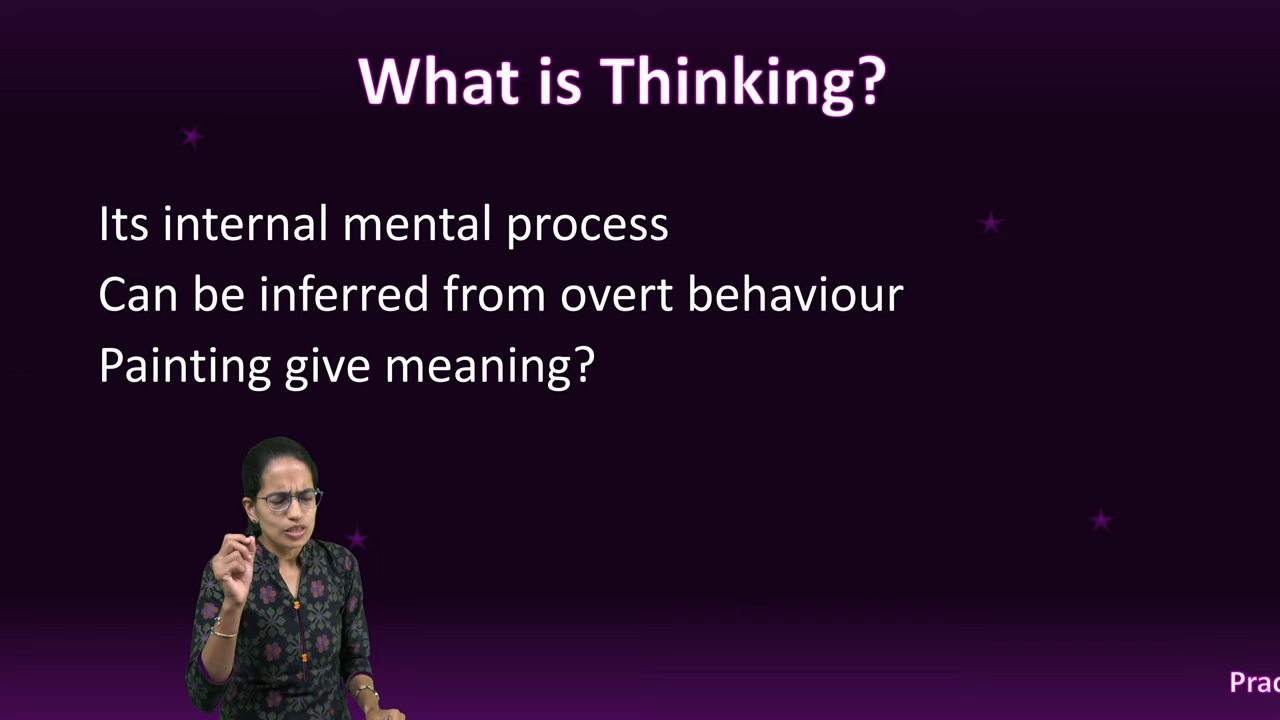 What is Thinking?
Its internal mental process
Can be inferred from overt behaviour
Painting give meaning?